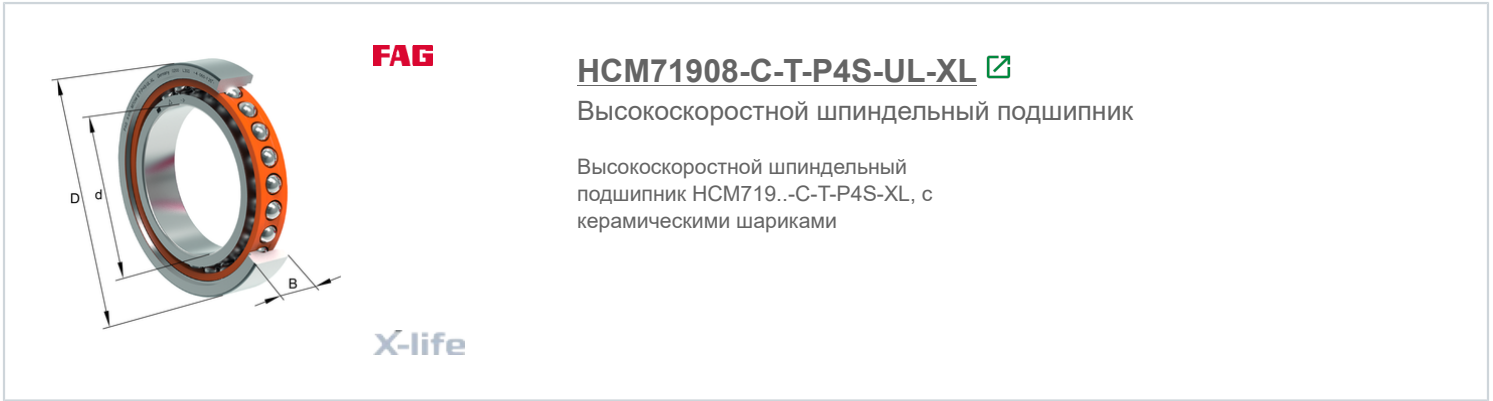 FAG
HCM71908-C-T-P4S-UL-XL
Высокоскоростной шпиндельный подшипник
Высокоскоростной шпиндельный
подшипник HCM719..-C-T-P4S-XL, с
керамическими шариками
D
d
B
X-life